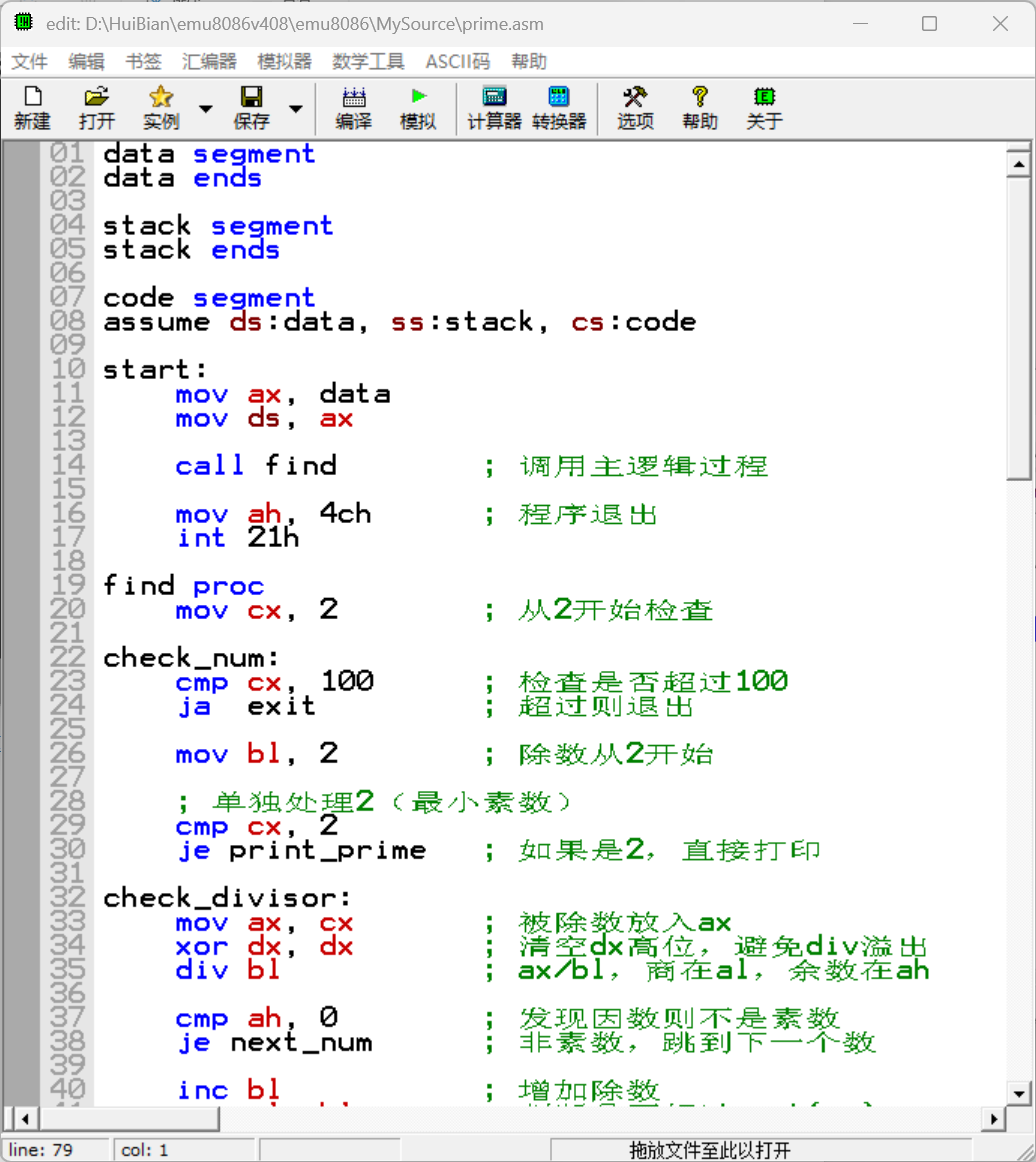 edit: D:\HuiBian\emu8086v408\emu8086\MySource\prime.asm
文件 编辑 书签 汇编器 模拟器 数学工具 ASCII码 帮助
新建 打开 实例 保存 编译 模拟 计算器 转换器 选项 帮助 关于
01 data segment
02 data ends
03
04 stack segment
05 stack ends
06
07 code segment
08 assume ds:data, ss:stack, cs:code
09
10 start:
11 mov ax, data
12 mov ds, ax
13
14 call find ; 调用主逻辑过程
15
16 mov ah, 4ch ; 程序退出
17 int 21h
18
19 find proc
20 mov cx, 2 ; 从2开始检查
21
22 check_num:
23 cmp cx, 100 ; 检查是否超过100
24 ja exit ; 超过则退出
25
26 mov bl, 2 ; 除数从2开始
27
28 ; 单独处理2（最小素数）
29 cmp cx, 2
30 je print_prime ; 如果是2，直接打印
31
32 check_divisor:
33 mov ax, cx ; 被除数放入ax
34 xor dx, dx ; 清空dx高位，避免div溢出
35 div bl ; ax/bl，商在al，余数在ah
36
37 cmp ah, 0 ; 发现因数则不是素数
38 je next_num ; 非素数，跳到下一个数
39
40 inc bl ; 增加除数
line: 79 col: 1 拖放文件至此以打开